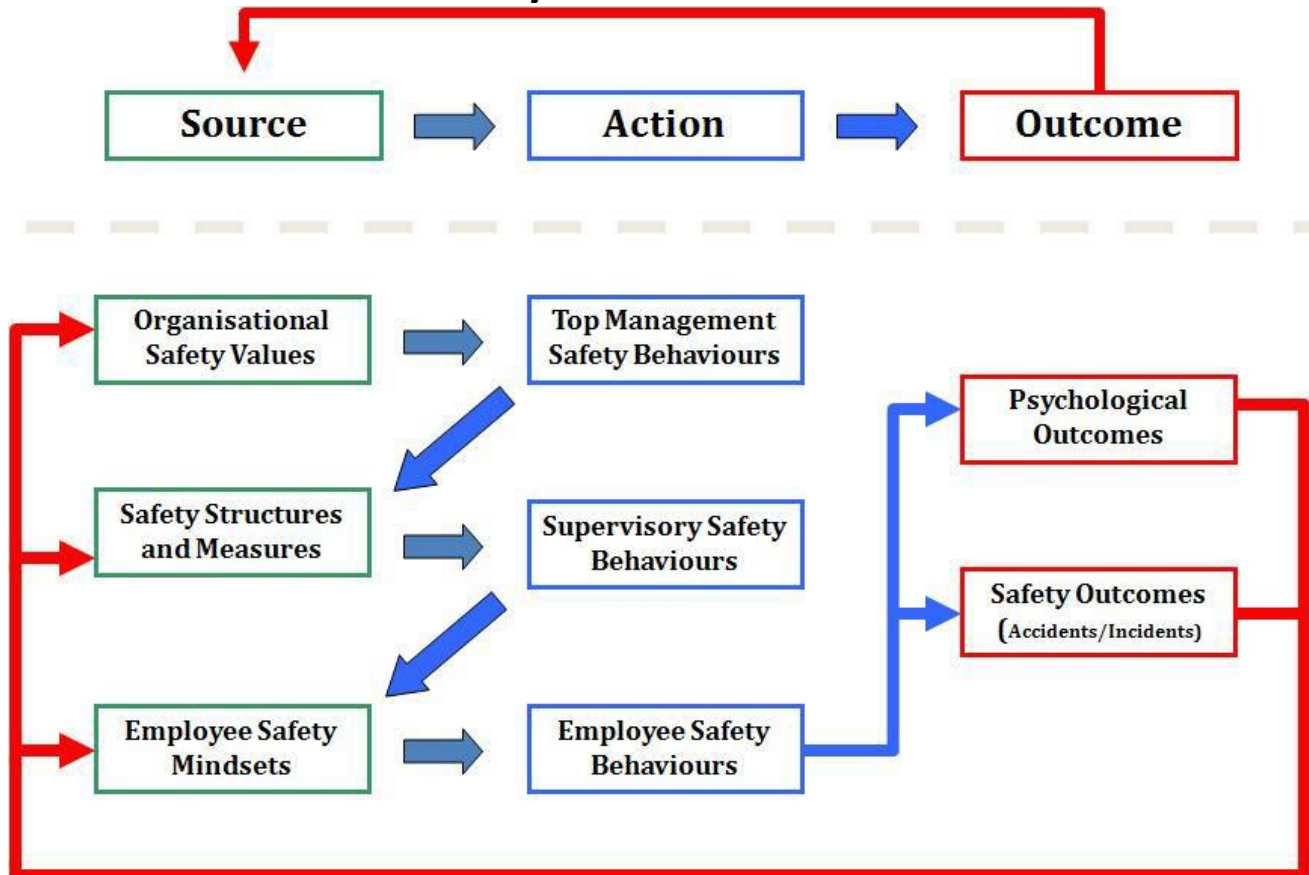 Source
Action
Outcome
Organisational
Safety Values
Top Management
Safety Behaviours
Psychological
Outcomes
Safety Structures
and Measures
Supervisory Safety
Behaviours
Safety Outcomes
(Accidents/Incidents)
Employee Safety
Mindsets
Employee Safety
Behaviours